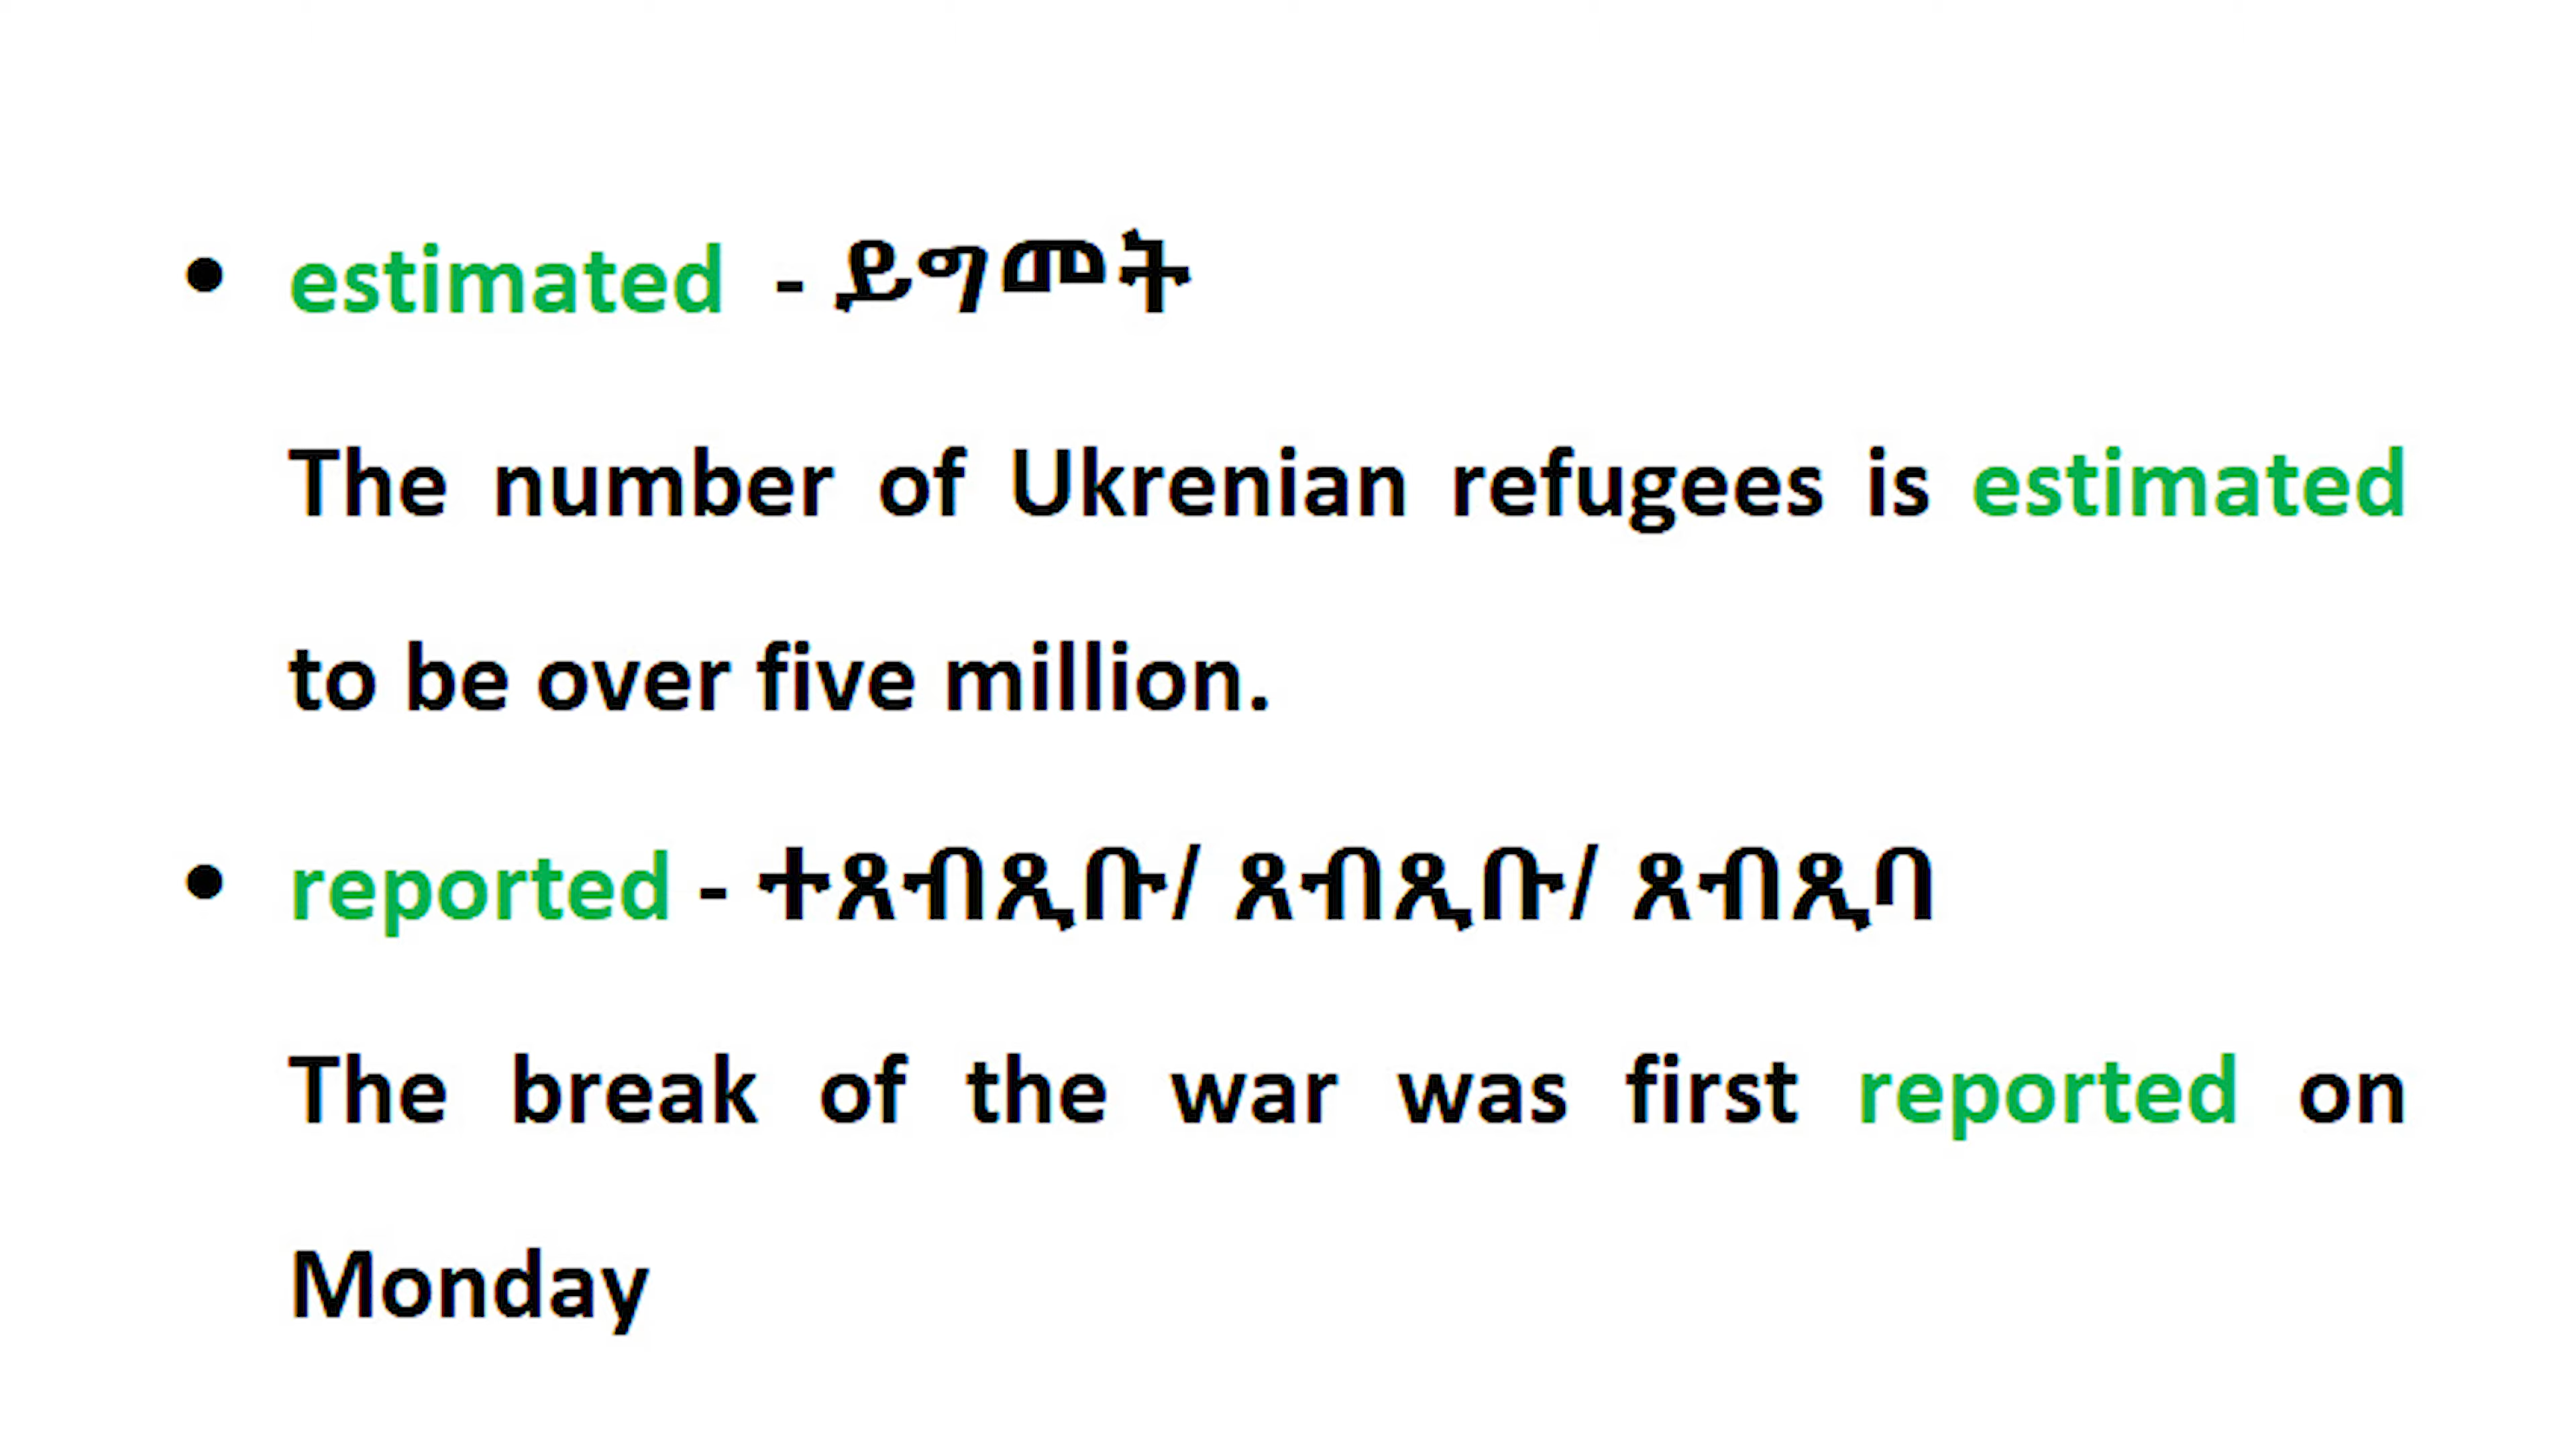 • estimated - ይግመት
The number of Ukrenian refugees is estimated
to be over five million.
• reported - ተጸብጺቡ/ ጸብጺቡ/ ጸብጺባ
The break of the war was first reported on
Monday